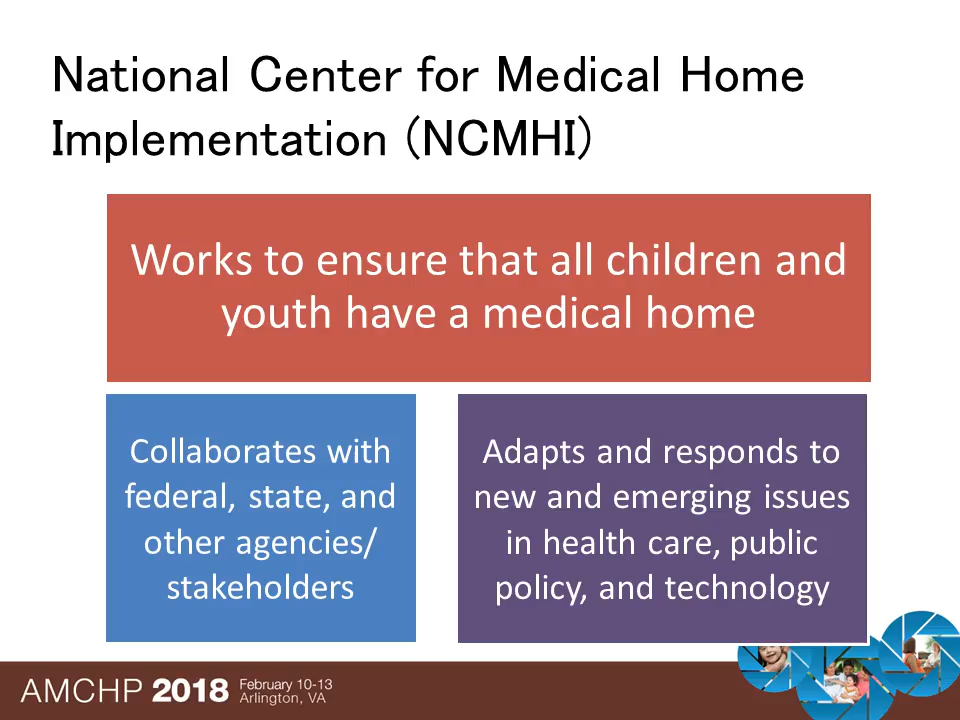 National Center for Medical Home
Implementation (NCMHI)
Works to ensure that all children and
youth have a medical home
Collaborates with
federal, state, and
other agencies/
stakeholders
Adapts and responds to
new and emerging issues
in health care, public
policy, and technology
AMCHP 2018 February 10-13
Arlington, VA